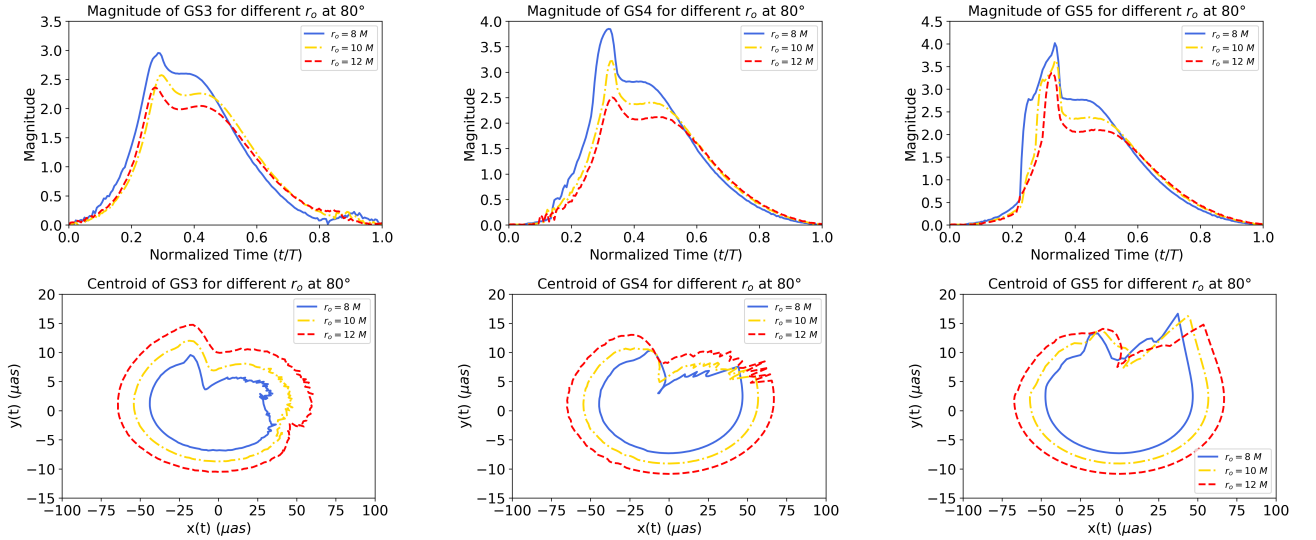 Magnitude of GS3 for different r_o at 80°
Magnitude
3.5
3.0
2.5
2.0
1.5
1.0
0.5
0.0
0.0 0.2 0.4 0.6 0.8 1.0
Normalized Time (t/T)
r_o = 8 M
r_o = 10 M
r_o = 12 M
Magnitude of GS4 for different r_o at 80°
Magnitude
4.0
3.5
3.0
2.5
2.0
1.5
1.0
0.5
0.0
0.0 0.2 0.4 0.6 0.8 1.0
Normalized Time (t/T)
r_o = 8 M
r_o = 10 M
r_o = 12 M
Magnitude of GS5 for different r_o at 80°
Magnitude
4.5
4.0
3.5
3.0
2.5
2.0
1.5
1.0
0.5
0.0
0.0 0.2 0.4 0.6 0.8 1.0
Normalized Time (t/T)
r_o = 8 M
r_o = 10 M
r_o = 12 M
Centroid of GS3 for different r_o at 80°
y(t) (μas)
20
15
10
5
0
−5
−10
−15
−100 −75 −50 −25 0 25 50 75 100
x(t) (μas)
r_o = 8 M
r_o = 10 M
r_o = 12 M
Centroid of GS4 for different r_o at 80°
y(t) (μas)
20
15
10
5
0
−5
−10
−15
−100 −75 −50 −25 0 25 50 75 100
x(t) (μas)
r_o = 8 M
r_o = 10 M
r_o = 12 M
Centroid of GS5 for different r_o at 80°
y(t) (μas)
20
15
10
5
0
−5
−10
−15
−100 −75 −50 −25 0 25 50 75 100
x(t) (μas)
r_o = 8 M
r_o = 10 M
r_o = 12 M